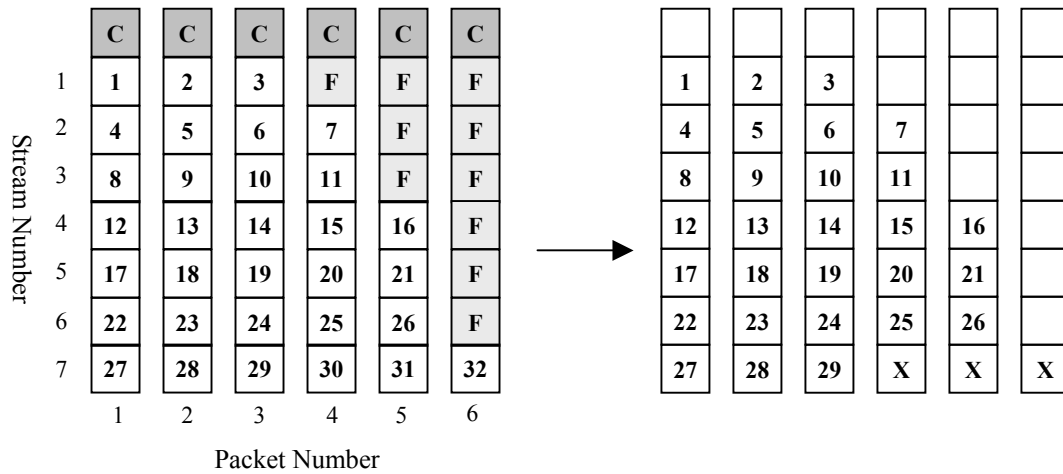 C C C C C C
1 1 2 3 F F F 1 2 3
2 4 5 6 7 F F 4 5 6 7
3 8 9 10 11 F F 8 9 10 11
4 12 13 14 15 16 F 12 13 14 15 16
5 17 18 19 20 21 F 17 18 19 20 21
6 22 23 24 25 26 F 22 23 24 25 26
7 27 28 29 30 31 32 27 28 29 X X X
1 2 3 4 5 6
Packet Number
Stream Number